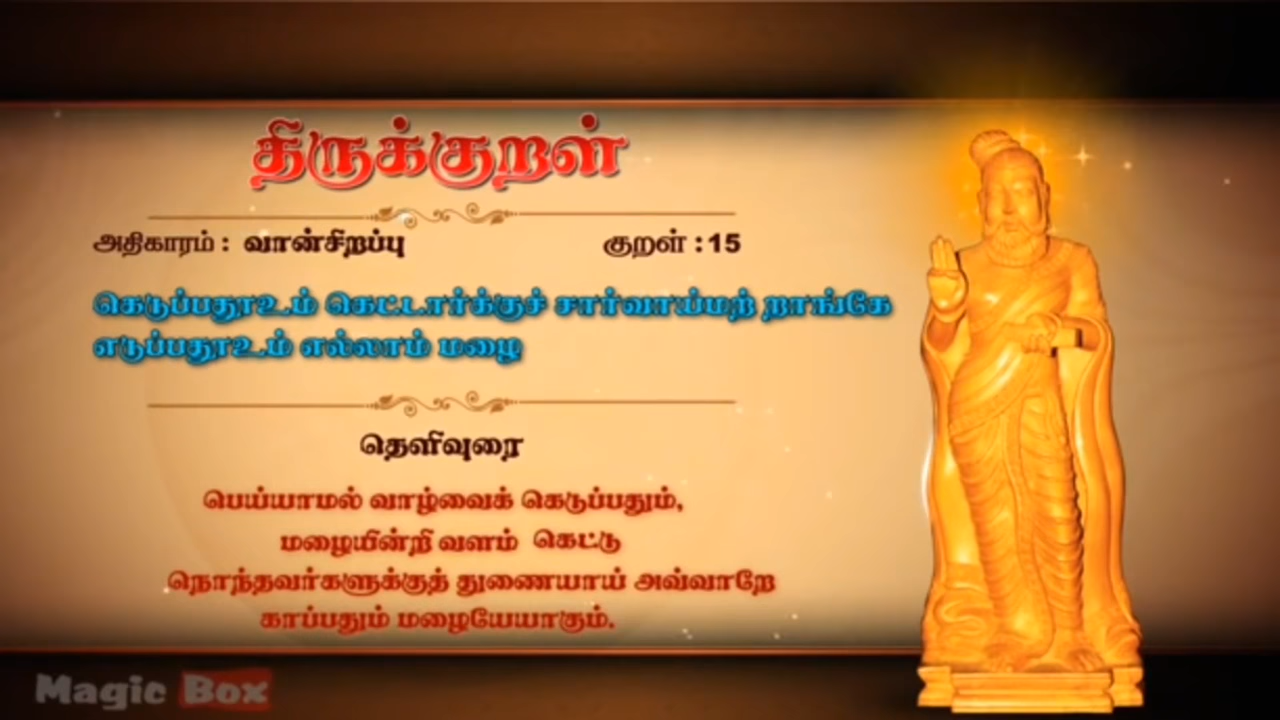 திருக்குறள்
அதிகாரம் : வான்சிறப்பு குறள் : 15
கெடுப்பதூஉம் கெட்டார்க்குச் சார்வாய்மற் றாங்கே
எடுப்பதூஉம் எல்லாம் மழை
தெளிவுரை
பெய்யாமல் வாழ்வைக் கெடுப்பதும்,
மழையின்றி வளம் கெட்டு
நொந்தவர்களுக்குத் துணையாய் அவ்வாறே
காப்பதும் மழையேயாகும்.
Magic Box